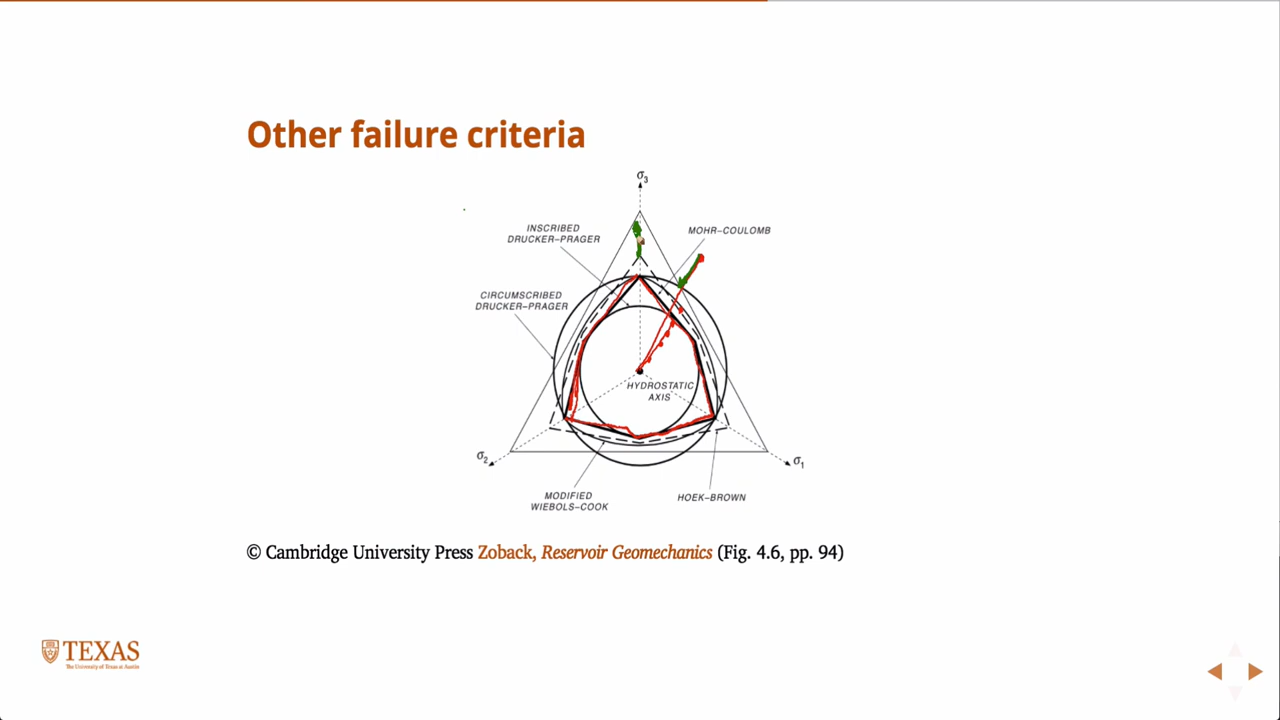 Other failure criteria
σ3
INSCRIBED
DRUCKER–PRAGER
MOHR–COULOMB
CIRCUMSCRIBED
DRUCKER–PRAGER
HYDROSTATIC
AXIS
σ2
σ1
MODIFIED
WIEBOLS–COOK
HOEK–BROWN
© Cambridge University Press Zoback, Reservoir Geomechanics (Fig. 4.6, pp. 94)
TEXAS
The University of Texas at Austin